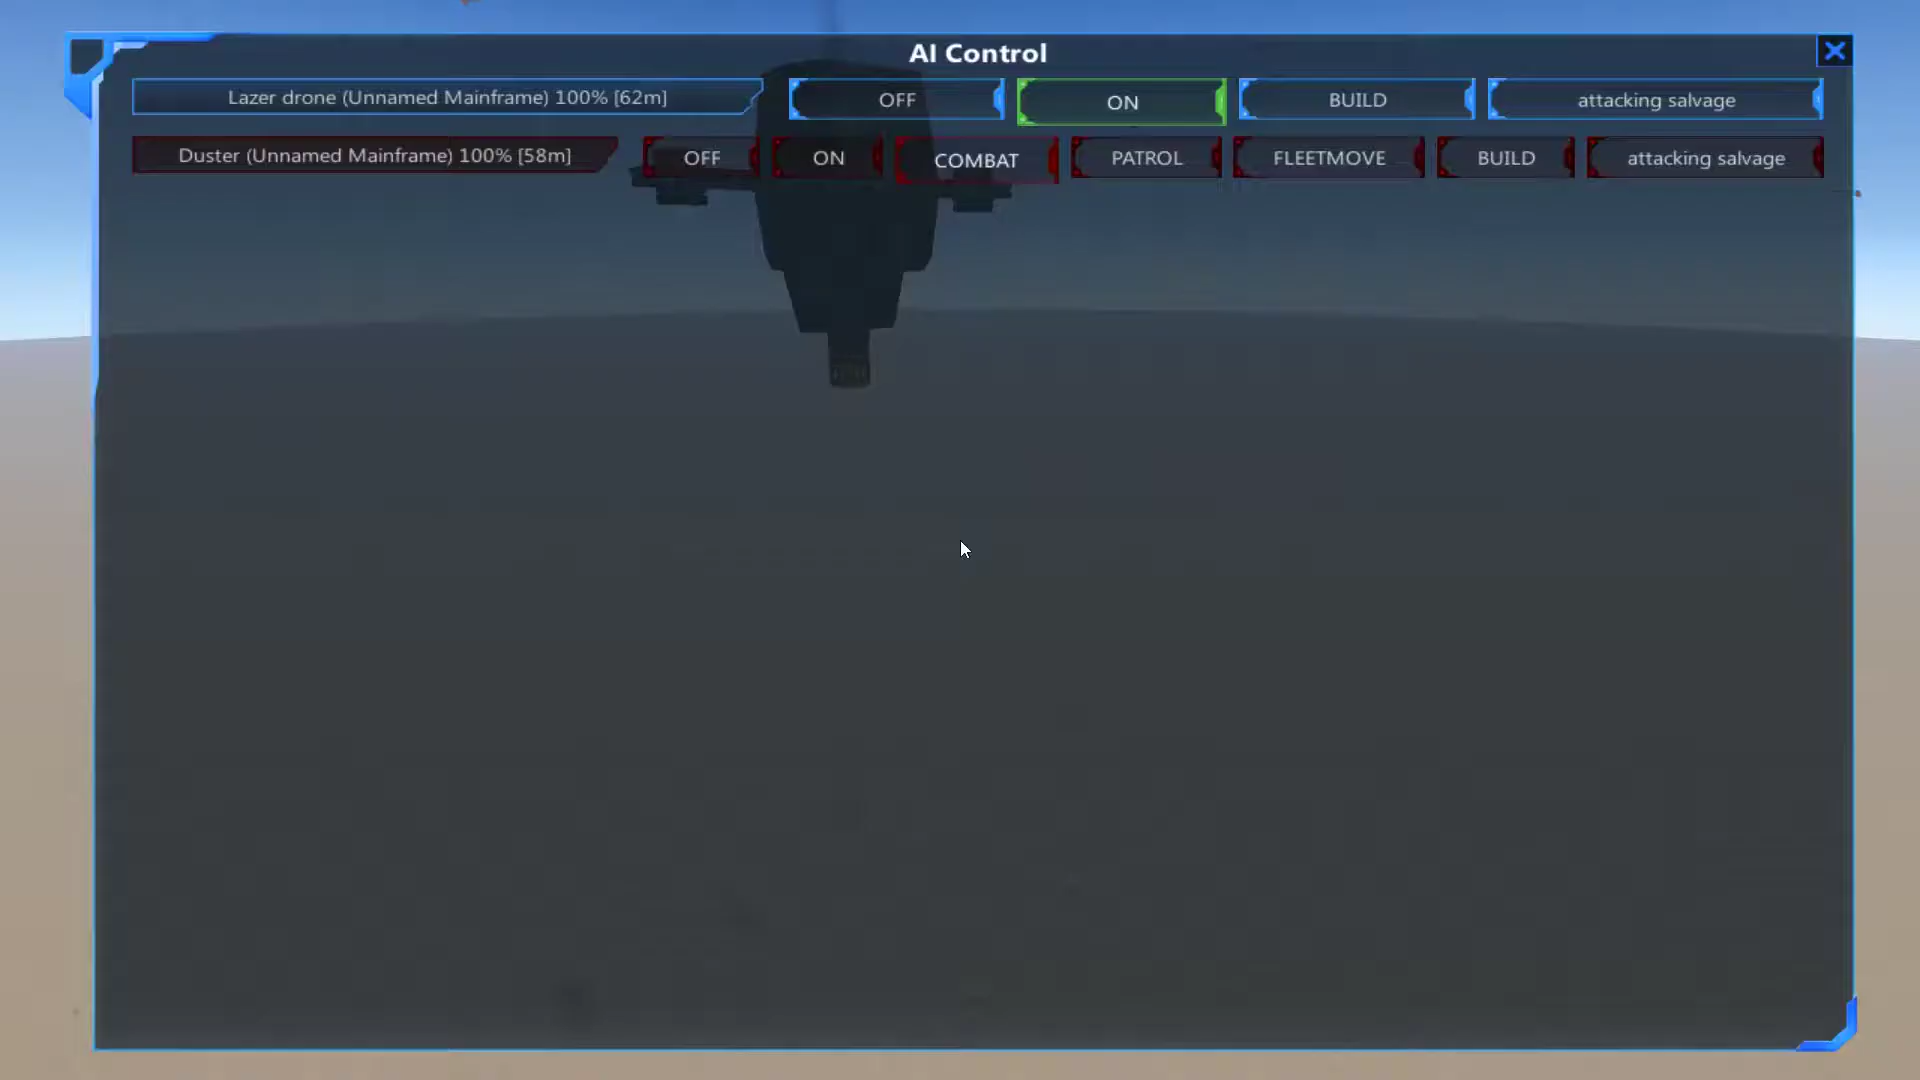 AI Control
Lazer drone (Unnamed Mainframe) 100% [62m] OFF ON BUILD attacking salvage
Duster (Unnamed Mainframe) 100% [58m] OFF ON COMBAT PATROL FLEETMOVE BUILD attacking salvage